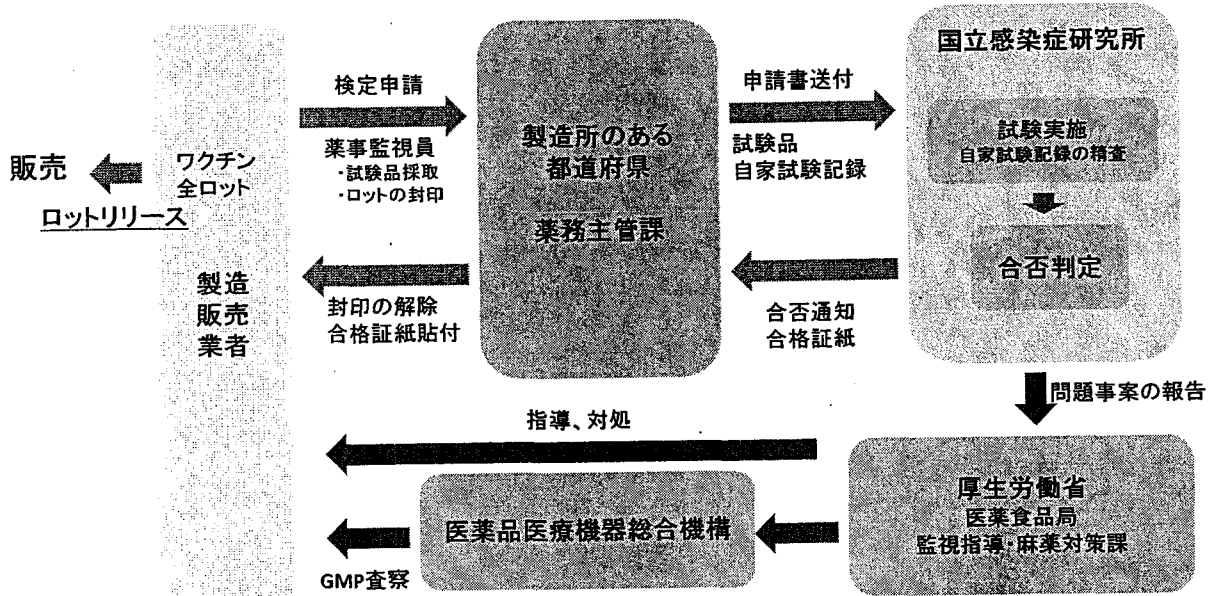 販売
ロットリリース
ワクチン
全ロット
製造
販売
業者
検定申請
薬事監視員
・試験品採取
・ロットの封印
封印の解除
合格証紙貼付
製造所のある
都道府県
薬務主管課
申請書送付
試験品
自家試験記録
合否通知
合格証紙
国立感染症研究所
試験実施
自家試験記録の精査
合否判定
問題事案の報告
指導、対処
厚生労働省
医薬食品局
監視指導・麻薬対策課
医薬品医療機器総合機構
GMP査察